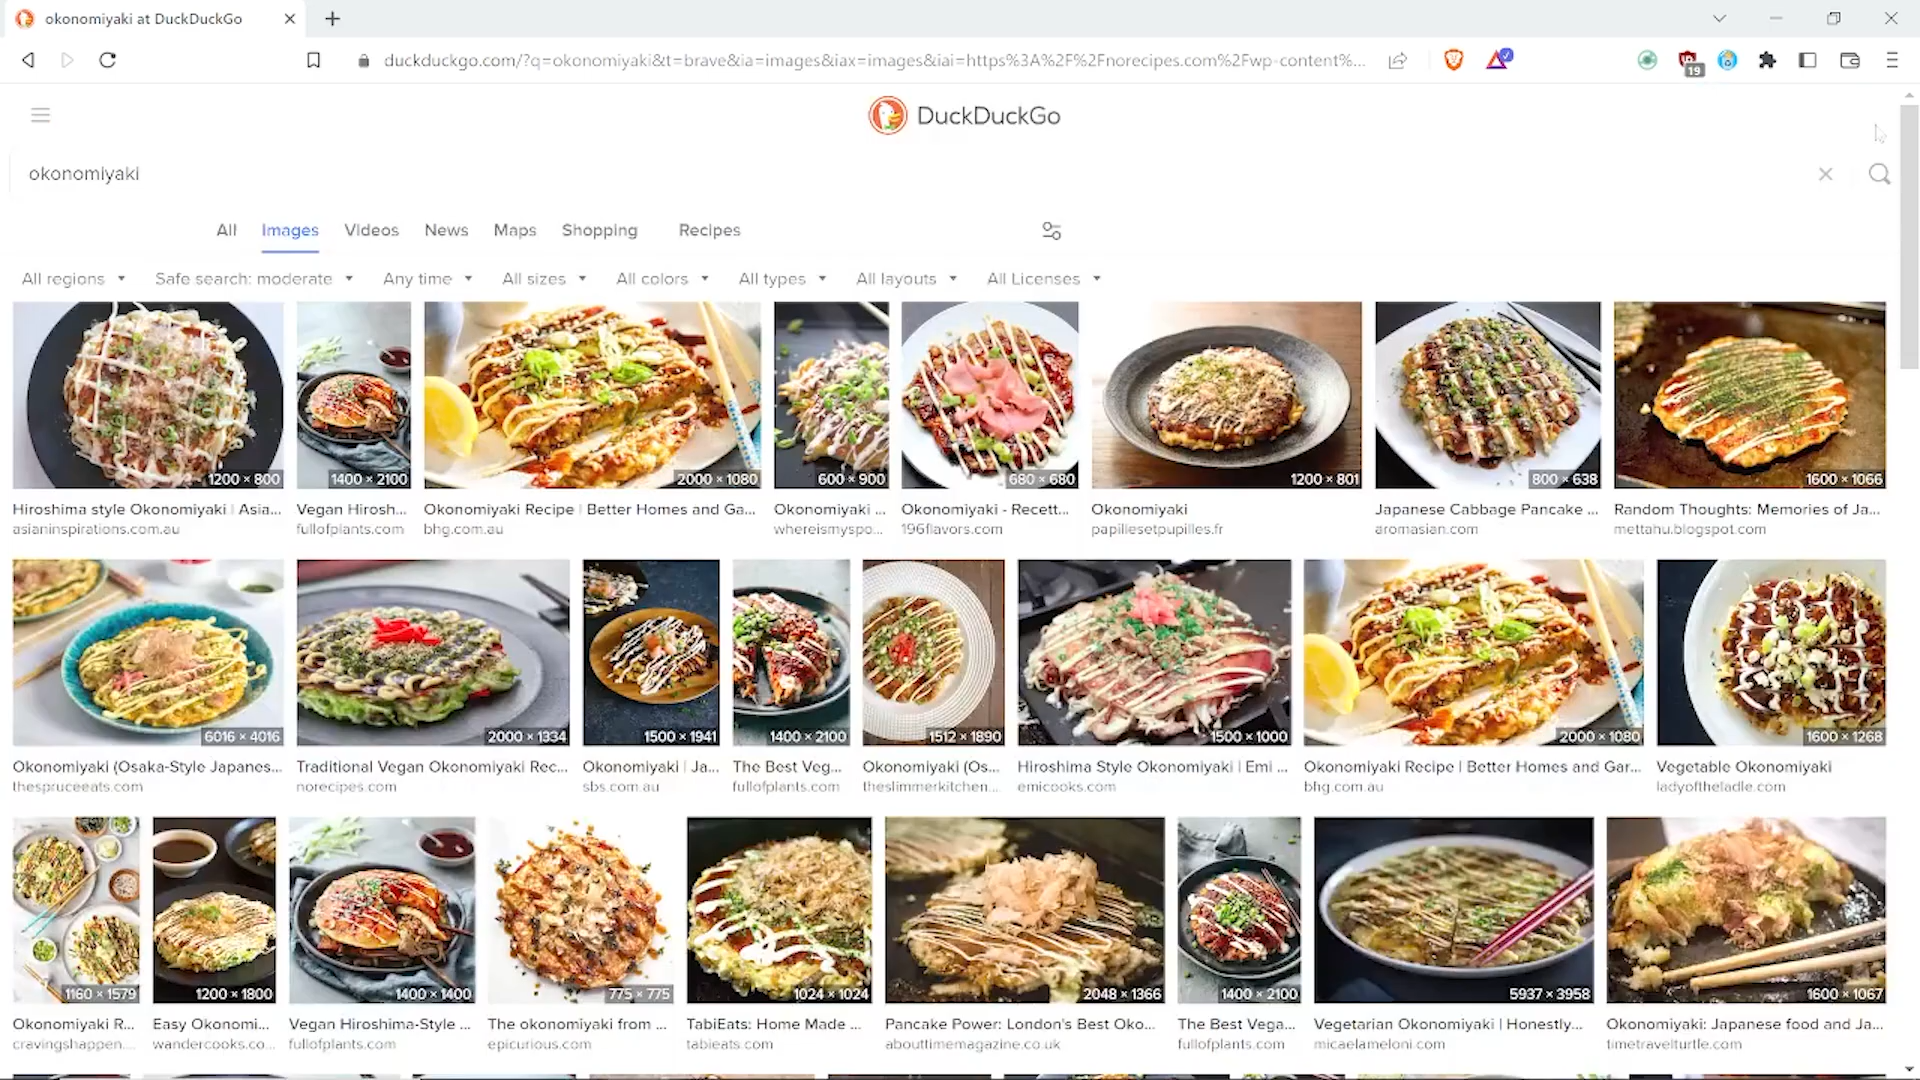 okonomiyaki at DuckDuckGo
duckduckgo.com/?q=okonomiyaki&t=brave&ia=images&iax=images&iai=https%3A%2F%2Fnorecipes.com%2Fwp-content%...
19
DuckDuckGo
okonomiyaki
All Images Videos News Maps Shopping Recipes
All regions Safe search: moderate Any time All sizes All colors All types All layouts All Licenses
1200 × 800 1400 × 2100 2000 × 1080 600 × 900 680 × 680 1200 × 801 800 × 638 1600 × 1066
Hiroshima style Okonomiyaki | Asia... Vegan Hirosh... Okonomiyaki Recipe | Better Homes and Ga... Okonomiyaki ... Okonomiyaki - Recett... Okonomiyaki Japanese Cabbage Pancake ... Random Thoughts: Memories of Ja...
asianinspirations.com.au fullofplants.com bhg.com.au whereismyspo... 196flavors.com papillesetpupilles.fr aromasian.com mettahu.blogspot.com
6016 × 4016 2000 × 1334 1500 × 1941 1400 × 2100 1512 × 1890 1500 × 1000 2000 × 1080 1600 × 1268
Okonomiyaki (Osaka-Style Japanes... Traditional Vegan Okonomiyaki Rec... Okonomiyaki | Ja... The Best Veg... Okonomiyaki (Os... Hiroshima Style Okonomiyaki | Emi ... Okonomiyaki Recipe | Better Homes and Gar... Vegetable Okonomiyaki
thespruceeats.com norecipes.com sbs.com.au fullofplants.com theslimmerkitchen... emicooks.com bhg.com.au ladyoftheladle.com
1160 × 1579 1200 × 1800 1400 × 1400 775 × 775 1024 × 1024 2048 × 1366 1400 × 2100 5937 × 3958 1600 × 1067
Okonomiyaki R... Easy Okonomi... Vegan Hiroshima-Style ... The okonomiyaki from ... TabiEats: Home Made ... Pancake Power: London's Best Oko... The Best Vega... Vegetarian Okonomiyaki | Honestly... Okonomiyaki: Japanese food and Ja...
cravingshappen... wandercooks.co... fullofplants.com epicurious.com tabieats.com abouttimemagazine.co.uk fullofplants.com micaelameloni.com timetravelturtle.com